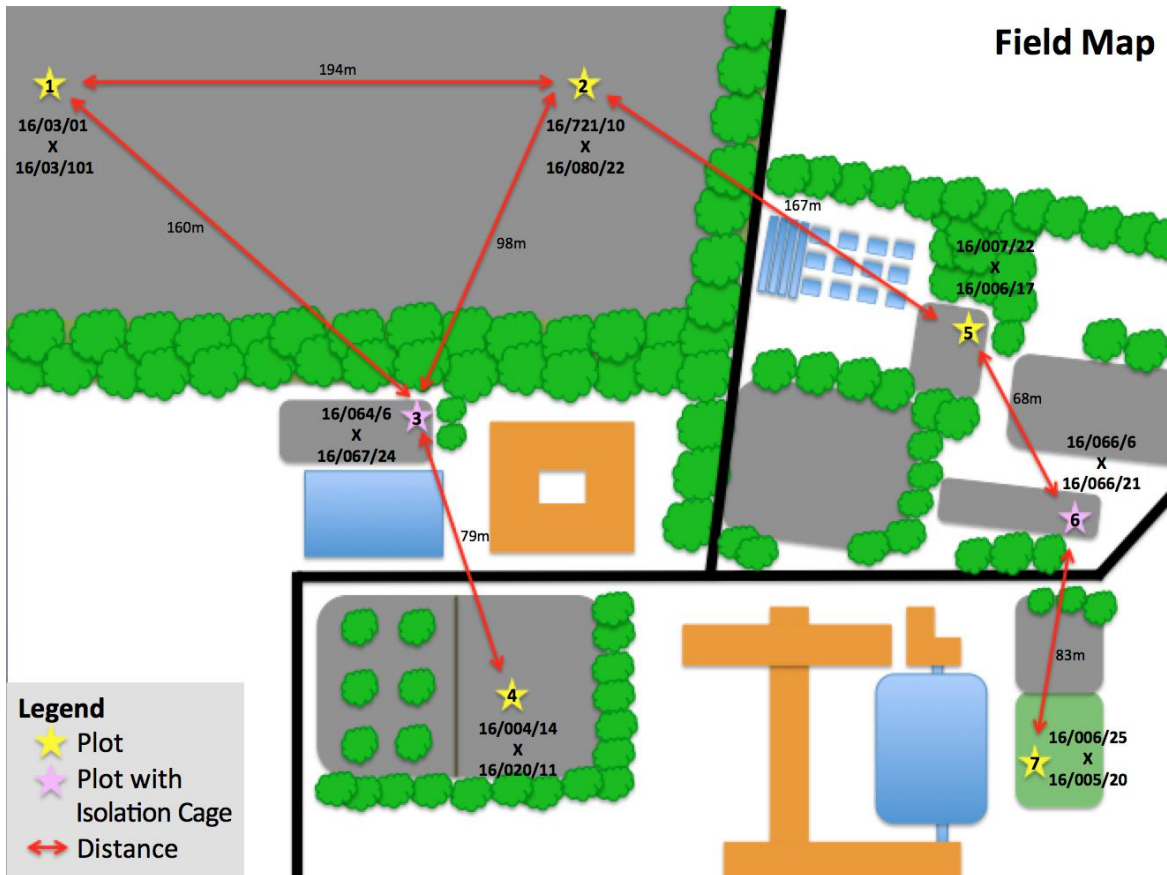 Field Map
1
194m
2
16/03/01
X
16/03/101
16/721/10
X
16/080/22
160m
98m
167m
16/007/22
X
16/006/17
5
3
16/064/6
X
16/067/24
68m
16/066/6
X
16/066/21
6
79m
4
16/004/14
X
16/020/11
83m
7
16/006/25
X
16/005/20
Legend
Plot
Plot with
Isolation Cage
Distance